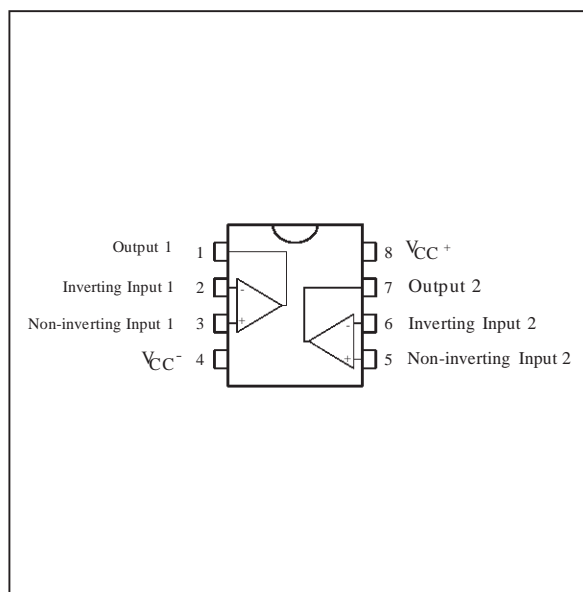 Output 1 1
Inverting Input 1 2 -
Non-inverting Input 1 3 +
VCC- 4
8 VCC+
7 Output 2
- 6 Inverting Input 2
+ 5 Non-inverting Input 2